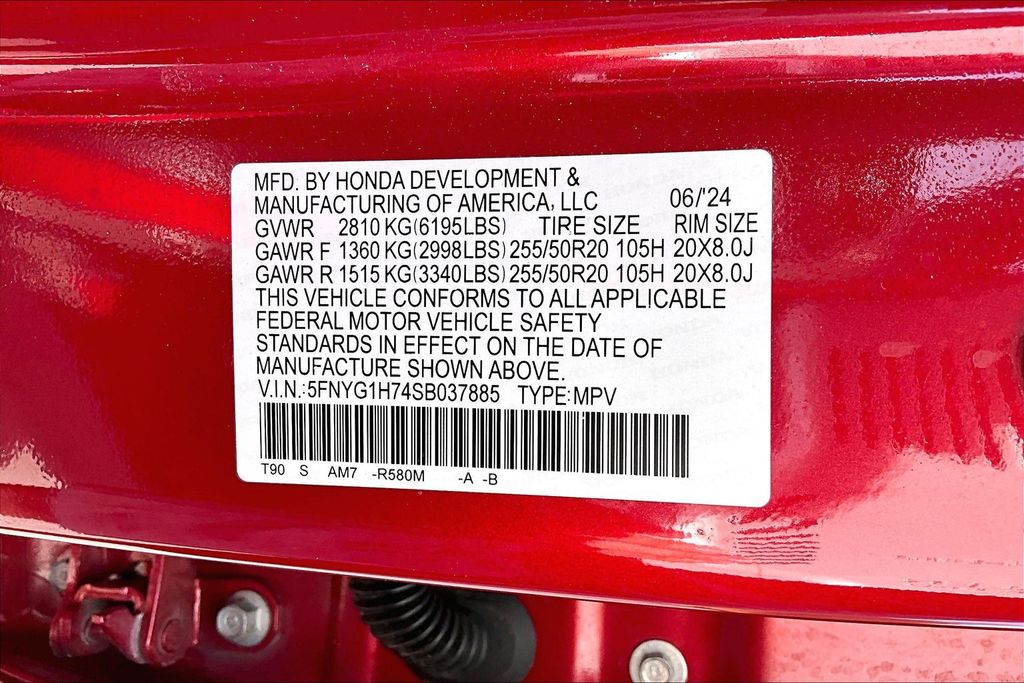 MFD. BY HONDA DEVELOPMENT &
MANUFACTURING OF AMERICA, LLC 06/'24
GVWR 2810 KG(6195LBS) TIRE SIZE RIM SIZE
GAWR F 1360 KG(2998LBS) 255/50R20 105H 20X8.0J
GAWR R 1515 KG(3340LBS) 255/50R20 105H 20X8.0J
THIS VEHICLE CONFORMS TO ALL APPLICABLE
FEDERAL MOTOR VEHICLE SAFETY
STANDARDS IN EFFECT ON THE DATE OF
MANUFACTURE SHOWN ABOVE.
V.I.N.:5FNYG1H74SB037885 TYPE:MPV
T90 S AM7 -R580M -A -B